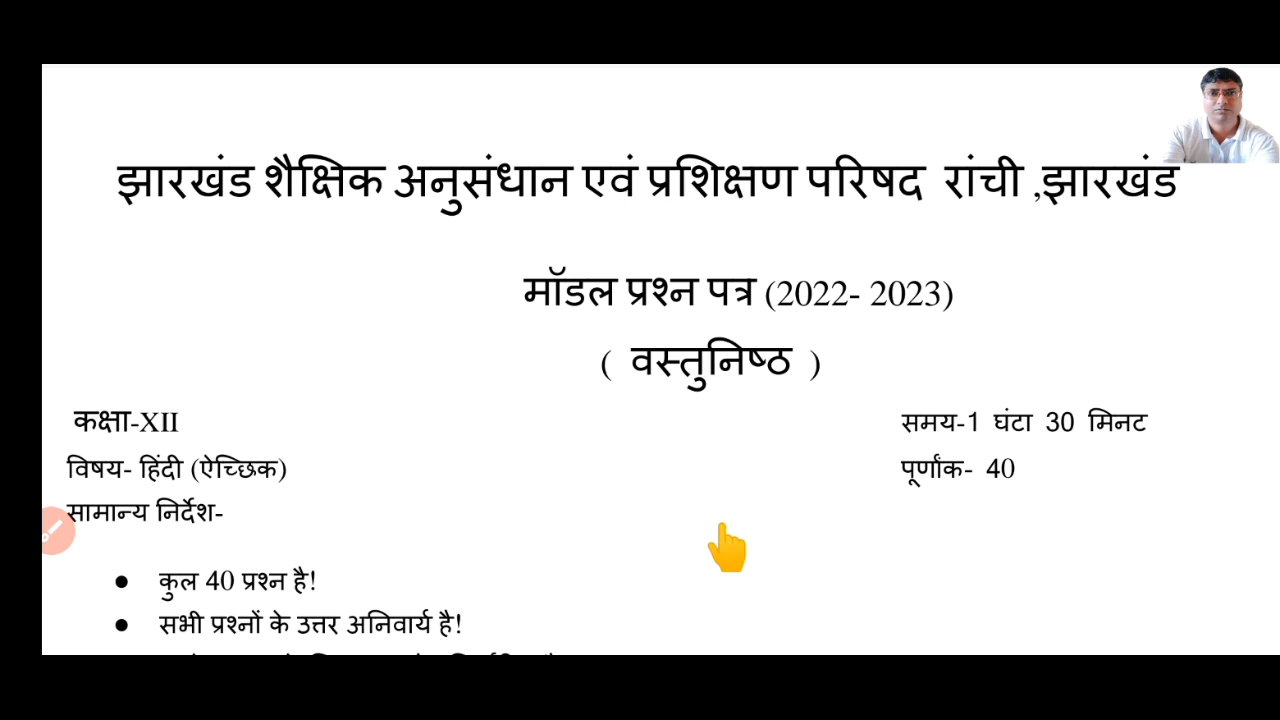 झारखंड शैक्षिक अनुसंधान एवं प्रशिक्षण परिषद रांची ,झारखंड
मॉडल प्रश्न पत्र (2022- 2023)
( वस्तुनिष्ठ )
कक्षा-XII समय-1 घंटा 30 मिनट
विषय- हिंदी (ऐच्छिक) पूर्णांक- 40
सामान्य निर्देश-
● कुल 40 प्रश्न है!
● सभी प्रश्नों के उत्तर अनिवार्य है!